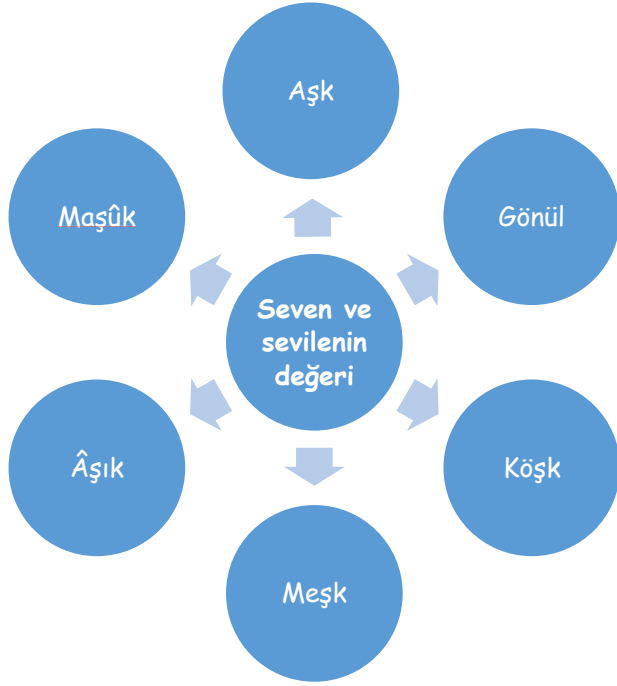 Aşk
Maşûk
Gönül
Seven ve
sevilenin
değeri
Âşık
Köşk
Meşk